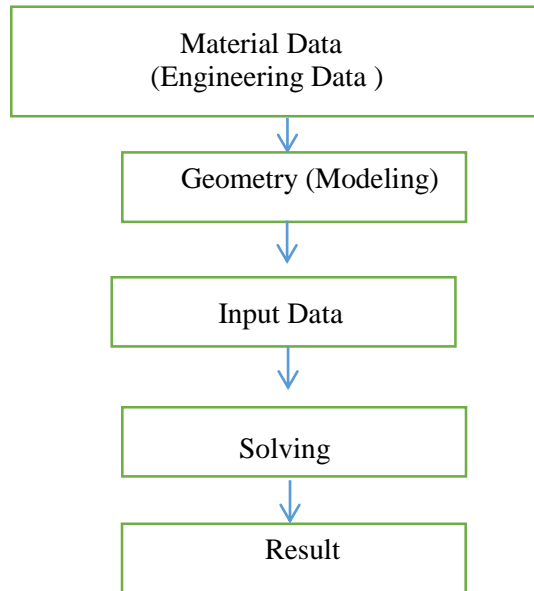 Material Data
(Engineering Data )
Geometry (Modeling)
Input Data
Solving
Result